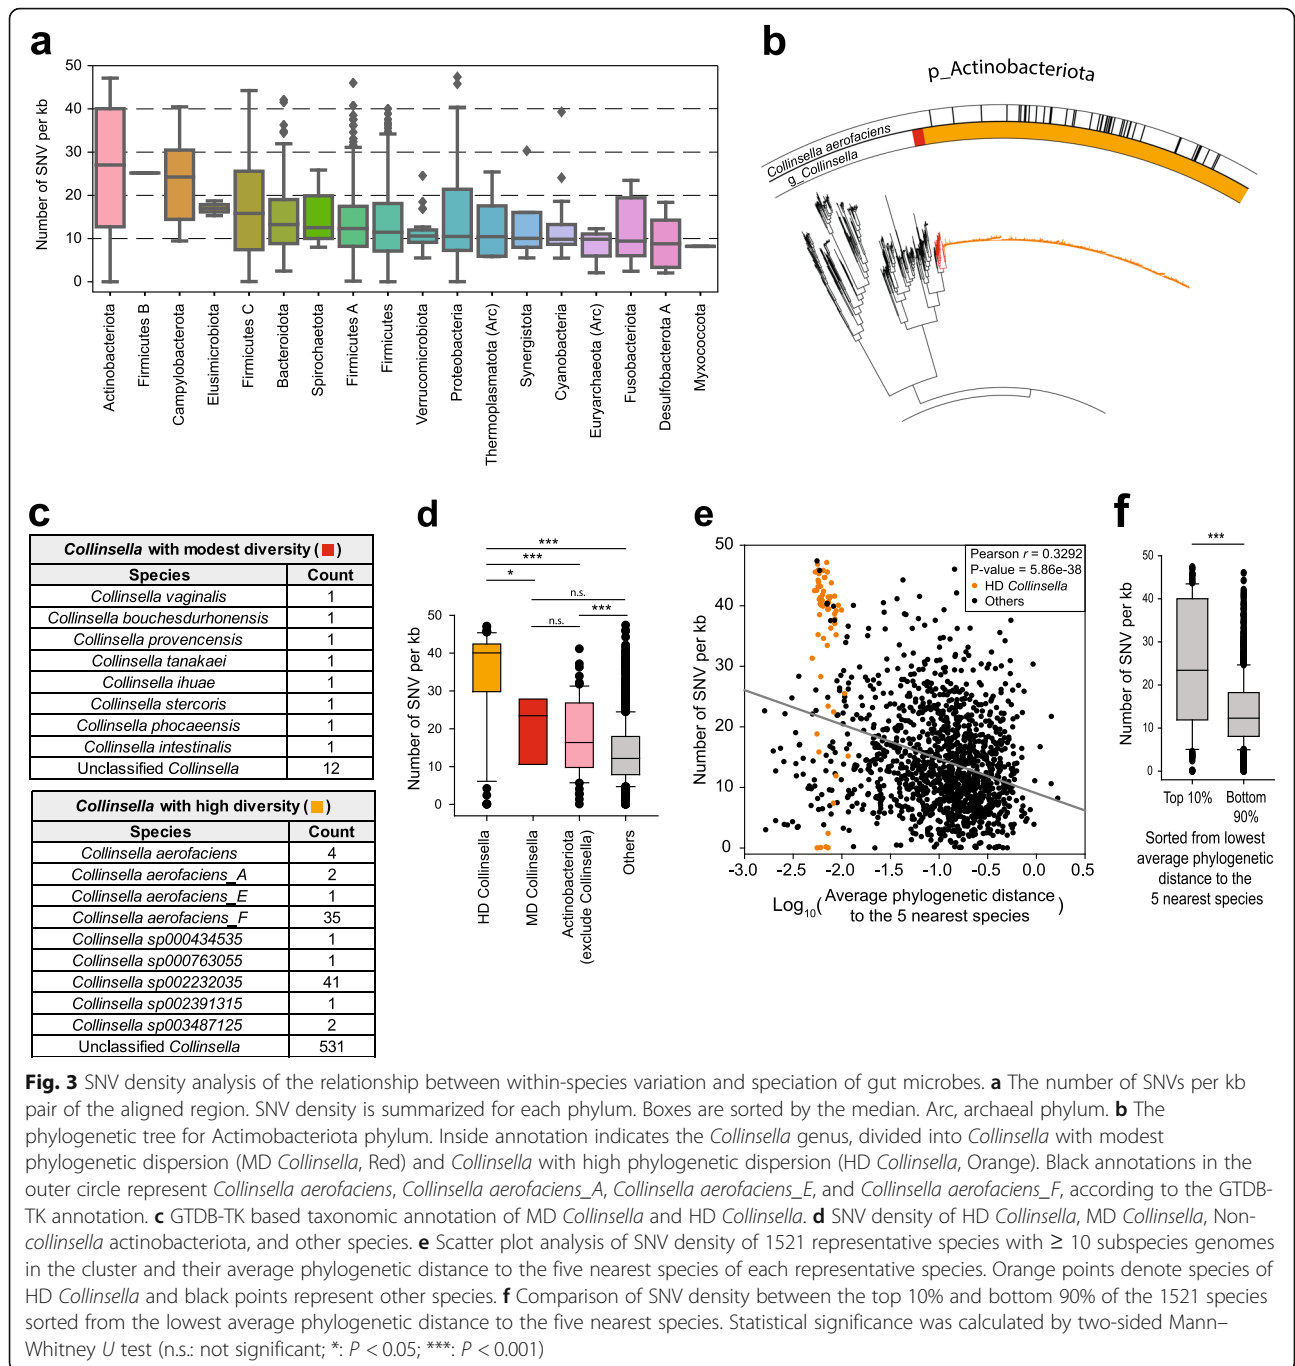 a
Number of SNV per kb
50
40
30
20
10
0
Actinobacteriota
Firmicutes B
Campylobacterota
Elusimicrobiota
Firmicutes C
Bacteroidota
Spirochaetota
Firmicutes A
Firmicutes
Verrucomicrobiota
Proteobacteria
Thermoplasmatota (Arc)
Synergistota
Cyanobacteria
Euryarchaeota (Arc)
Fusobacteriota
Desulfobacterota A
Myxococcota
b
p_Actinobacteriota
Collinsella aerofaciens
g_Collinsella
c
Collinsella with modest diversity ( )
Species Count
Collinsella vaginalis 1
Collinsella bouchesdurhonensis 1
Collinsella provencensis 1
Collinsella tanakaei 1
Collinsella ihuae 1
Collinsella stercoris 1
Collinsella phocaeensis 1
Collinsella intestinalis 1
Unclassified Collinsella 12
Collinsella with high diversity ( )
Species Count
Collinsella aerofaciens 4
Collinsella aerofaciens_A 2
Collinsella aerofaciens_E 1
Collinsella aerofaciens_F 35
Collinsella sp000434535 1
Collinsella sp000763055 1
Collinsella sp002232035 41
Collinsella sp002391315 1
Collinsella sp003487125 2
Unclassified Collinsella 531
d
***
***
*
n.s.
n.s.
***
Number of SNV per kb
50
40
30
20
10
0
HD Collinsella
MD Collinsella
Actinobacteriota
(exclude Collinsella)
Others
e
Number of SNV per kb
50
40
30
20
10
0
Pearson r = 0.3292
P-value = 5.86e-38
HD Collinsella
Others
-3.0 -2.5 -2.0 -1.5 -1.0 -0.5 0.0 0.5
Log10( Average phylogenetic distance
to the 5 nearest species )
f
***
Number of SNV per kb
50
40
30
20
10
0
Top 10% Bottom
90%
Sorted from lowest
average phylogenetic
distance to the
5 nearest species
Fig. 3 SNV density analysis of the relationship between within-species variation and speciation of gut microbes. a The number of SNVs per kb
pair of the aligned region. SNV density is summarized for each phylum. Boxes are sorted by the median. Arc, archaeal phylum. b The
phylogenetic tree for Actimobacteriota phylum. Inside annotation indicates the Collinsella genus, divided into Collinsella with modest
phylogenetic dispersion (MD Collinsella, Red) and Collinsella with high phylogenetic dispersion (HD Collinsella, Orange). Black annotations in the
outer circle represent Collinsella aerofaciens, Collinsella aerofaciens_A, Collinsella aerofaciens_E, and Collinsella aerofaciens_F, according to the GTDB-
TK annotation. c GTDB-TK based taxonomic annotation of MD Collinsella and HD Collinsella. d SNV density of HD Collinsella, MD Collinsella, Non-
collinsella actinobacteriota, and other species. e Scatter plot analysis of SNV density of 1521 representative species with ≥ 10 subspecies genomes
in the cluster and their average phylogenetic distance to the five nearest species of each representative species. Orange points denote species of
HD Collinsella and black points represent other species. f Comparison of SNV density between the top 10% and bottom 90% of the 1521 species
sorted from the lowest average phylogenetic distance to the five nearest species. Statistical significance was calculated by two-sided Mann–
Whitney U test (n.s.: not significant; *: P < 0.05; ***: P < 0.001)